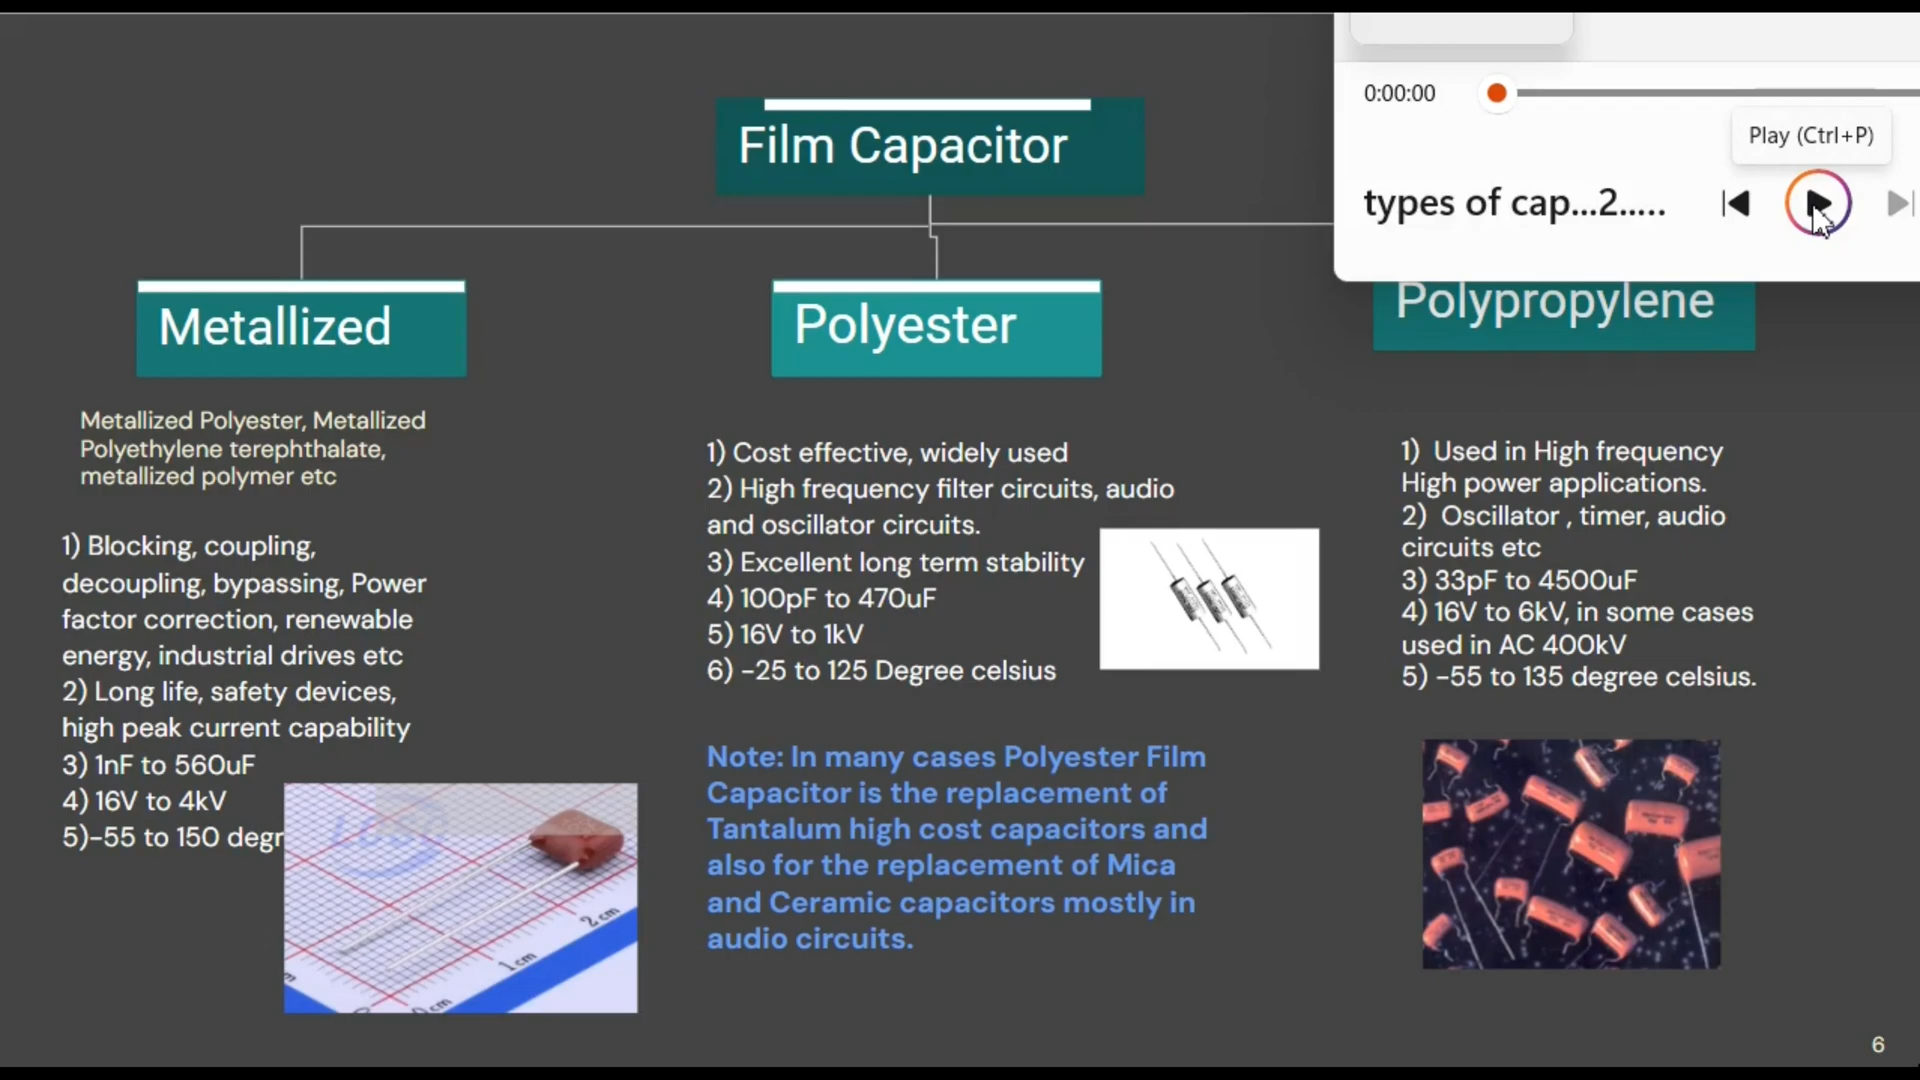 Film Capacitor
0:00:00
Play (Ctrl+P)
types of cap...2.....
Metallized
Polyester
Polypropylene
Metallized Polyester, Metallized
Polyethylene terephthalate,
metallized polymer etc
1) Blocking, coupling,
decoupling, bypassing, Power
factor correction, renewable
energy, industrial drives etc
2) Long life, safety devices,
high peak current capability
3) 1nF to 560uF
4) 16V to 4kV
5)-55 to 150 degr
1cm
2cm
0cm
1) Cost effective, widely used
2) High frequency filter circuits, audio
and oscillator circuits.
3) Excellent long term stability
4) 100pF to 470uF
5) 16V to 1kV
6) -25 to 125 Degree celsius
Note: In many cases Polyester Film
Capacitor is the replacement of
Tantalum high cost capacitors and
also for the replacement of Mica
and Ceramic capacitors mostly in
audio circuits.
1) Used in High frequency
High power applications.
2) Oscillator , timer, audio
circuits etc
3) 33pF to 4500uF
4) 16V to 6kV, in some cases
used in AC 400kV
5) -55 to 135 degree celsius.
6